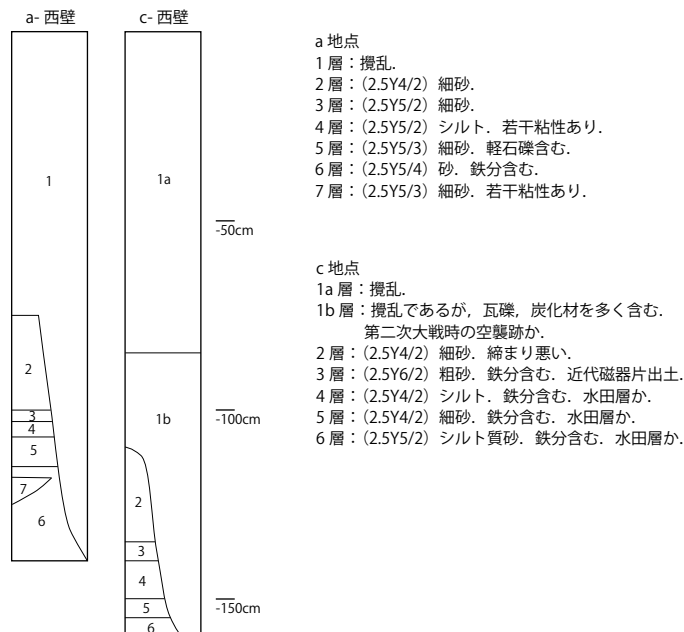 a- 西壁
c- 西壁
1
2
3
4
5
7
6
1a
1b
2
3
4
5
6
-50cm
-100cm
-150cm
a 地点
1 層：攪乱．
2 層：（2.5Y4/2）細砂．
3 層：（2.5Y5/2）細砂．
4 層：（2.5Y5/2）シルト．若干粘性あり．
5 層：（2.5Y5/3）細砂．軽石礫含む．
6 層：（2.5Y5/4）砂．鉄分含む．
7 層：（2.5Y5/3）細砂．若干粘性あり．
c 地点
1a 層：攪乱．
1b 層：攪乱であるが，瓦礫，炭化材を多く含む．
第二次大戦時の空襲跡か．
2 層：（2.5Y4/2）細砂．締まり悪い．
3 層：（2.5Y6/2）粗砂．鉄分含む．近代磁器片出土．
4 層：（2.5Y4/2）シルト．鉄分含む．水田層か．
5 層：（2.5Y4/2）細砂．鉄分含む．水田層か．
6 層：（2.5Y5/2）シルト質砂．鉄分含む．水田層か．